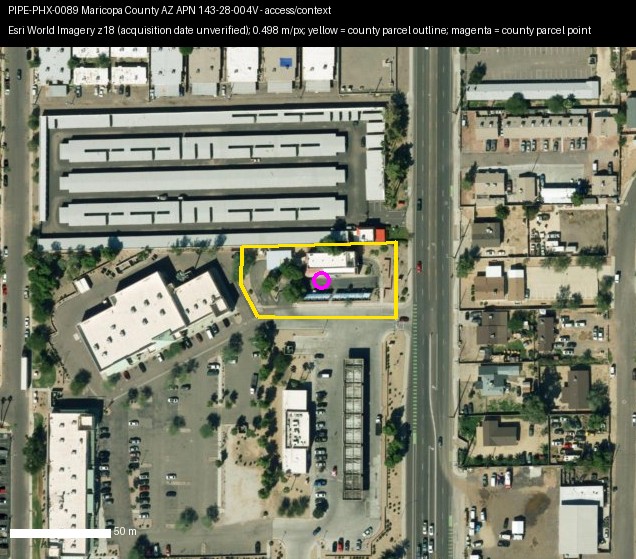 PIPE-PHX-0089 Maricopa County AZ APN 143-28-004V - access/context
Esri World Imagery z18 (acquisition date unverified); 0.498 m/px; yellow = county parcel outline; magenta = county parcel point
50 m